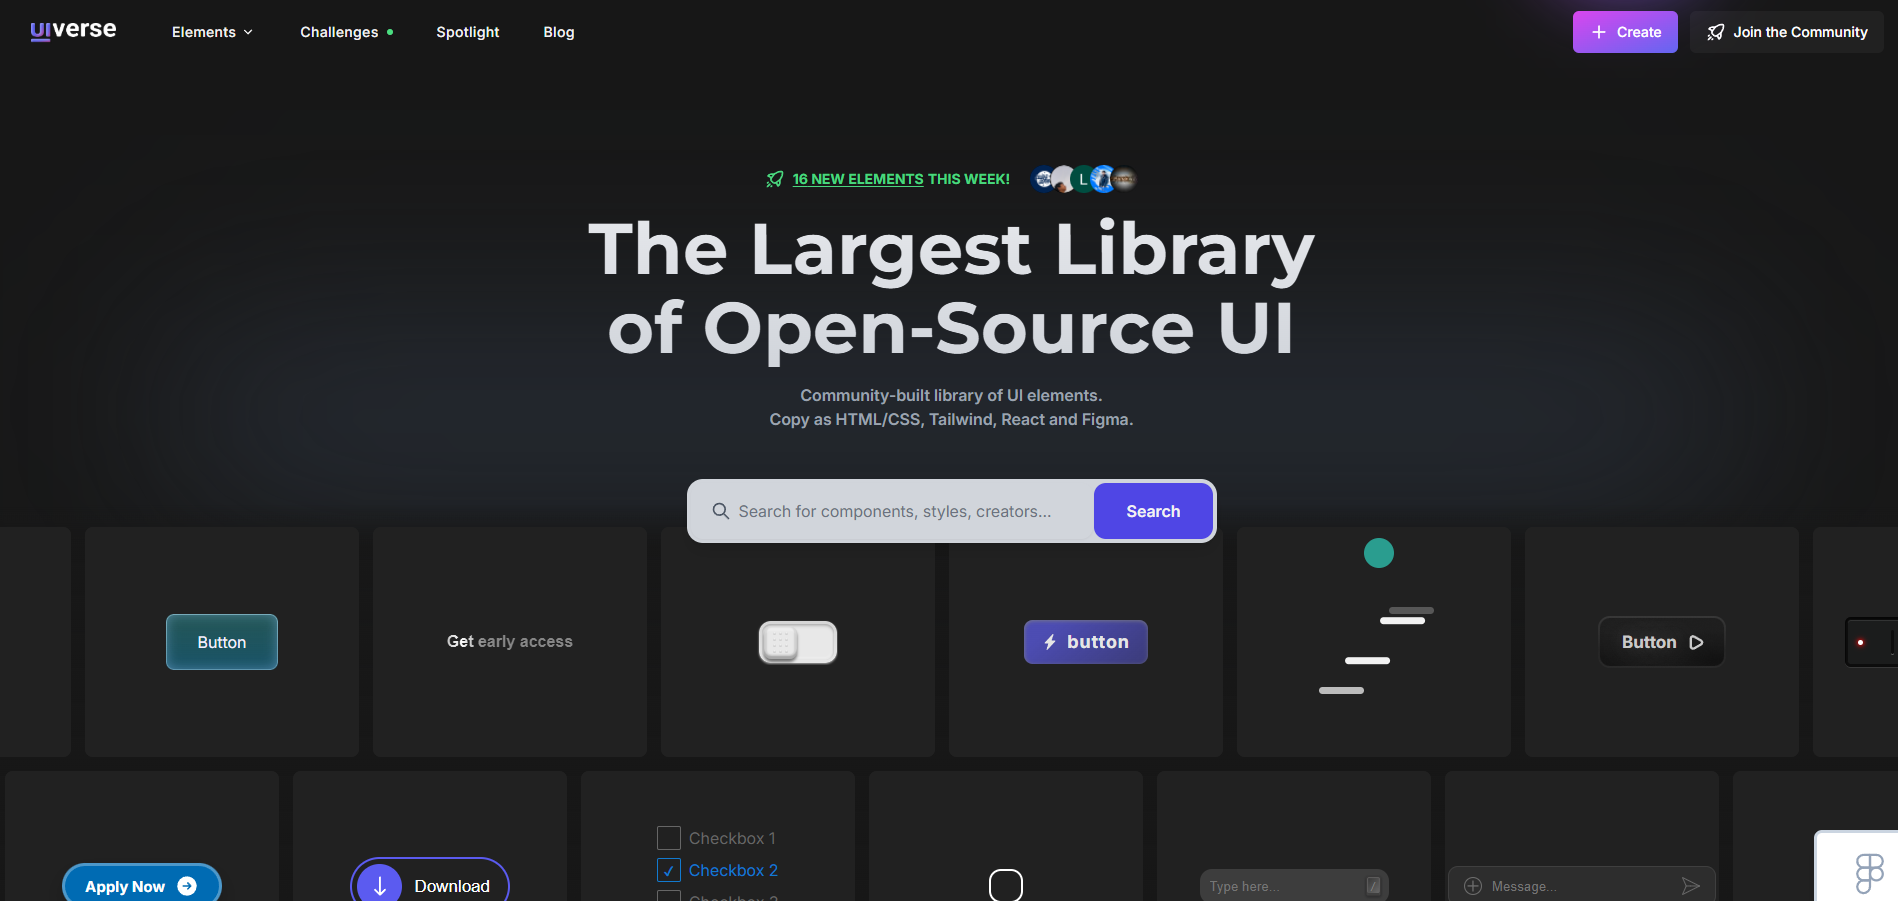 uiverse
Elements
Challenges
Spotlight
Blog
Create
Join the Community
16 NEW ELEMENTS THIS WEEK!
L
The Largest Library
of Open-Source UI
Community-built library of UI elements.
Copy as HTML/CSS, Tailwind, React and Figma.
Search for components, styles, creators...
Search
Button
Get early access
button
Button
Apply Now
Download
Checkbox 1
Checkbox 2
Type here...
/
Message...